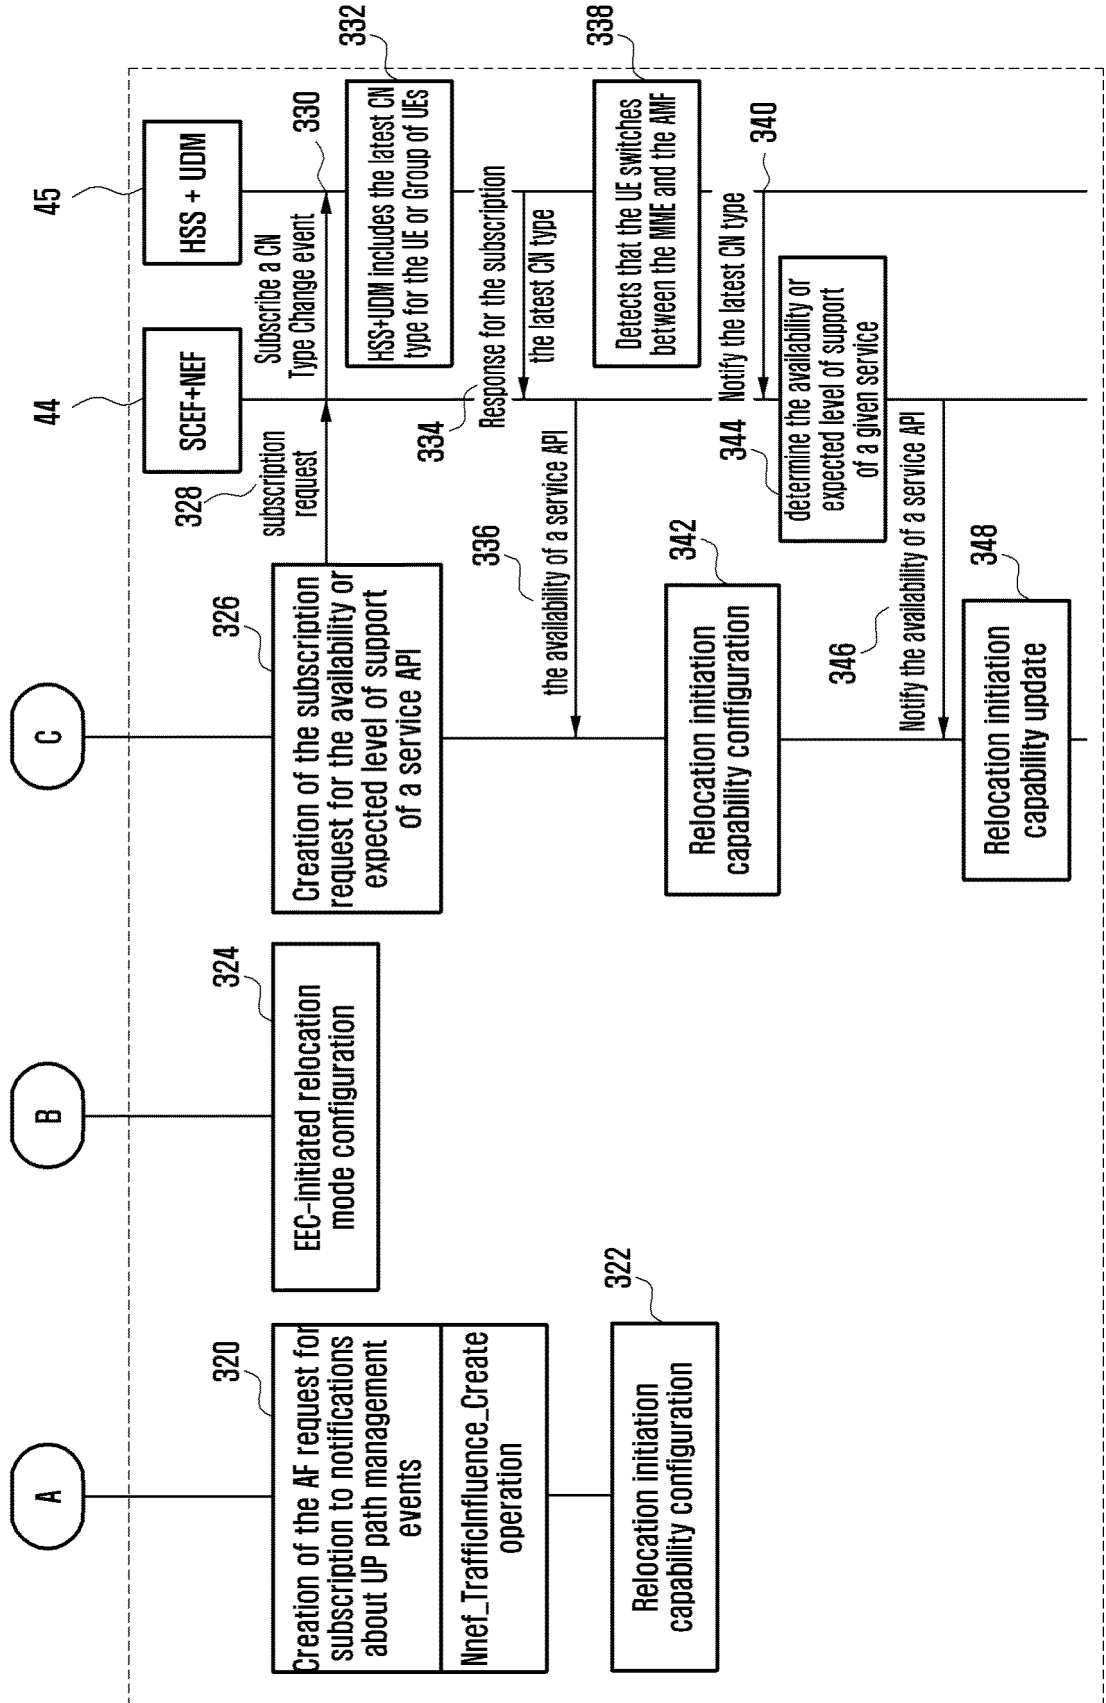 A
B
C
44
SCEF+NEF
45
HSS + UDM
320
Creation of the AF request for
subscription to notifications
about UP path management
events
Nnef_TrafficInfluence_Create
operation
322
Relocation initiation
capability configuration
324
EEC-initiated relocation
mode configuration
326
Creation of the subscription
request for the availability or
expected level of support
of a service API
328
subscription
request
Subscribe a CN
Type Change event
330
332
HSS+UDM includes the latest CN
type for the UE or Group of UEs
334
Response for the subscription
the latest CN type
336
the availability of a service API
338
Detects that the UE switches
between the MME and the AMF
Notify the latest CN type
340
342
Relocation initiation
capability configuration
344
determine the availability or
expected level of support
of a given service
346
Notify the availability of a service API
348
Relocation initiation
capability update